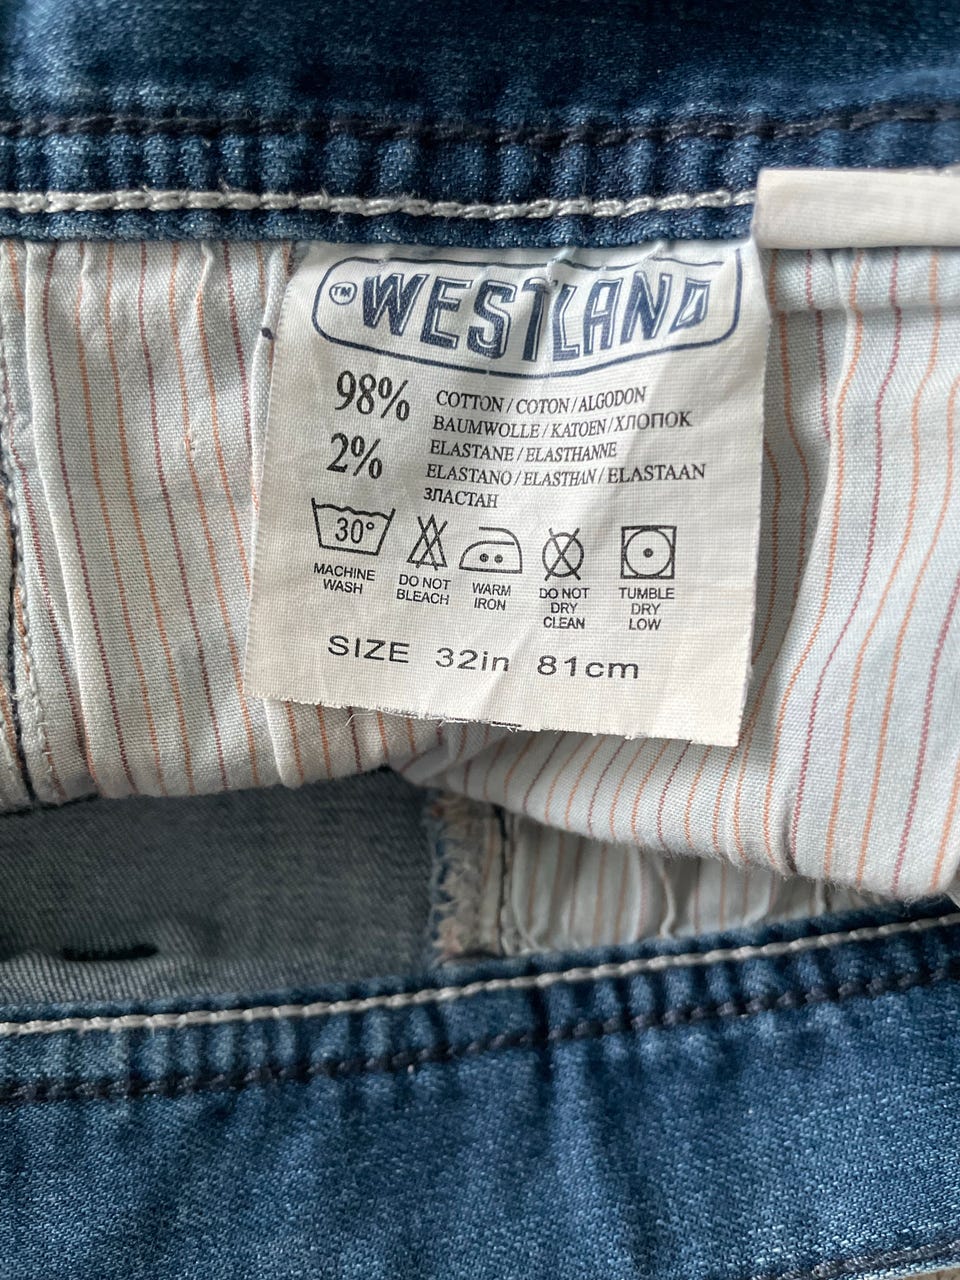 ™ WESTLAND
98% COTTON / COTON / ALGODON
BAUMWOLLE / KATOEN / ХЛОПОК
2% ELASTANE / ELASTHANNE
ELASTANO / ELASTHAN / ELASTAAN
ЗЛАСТАН
30°
MACHINE WASH
DO NOT BLEACH
WARM IRON
DO NOT DRY CLEAN
TUMBLE DRY LOW
SIZE 32in 81cm